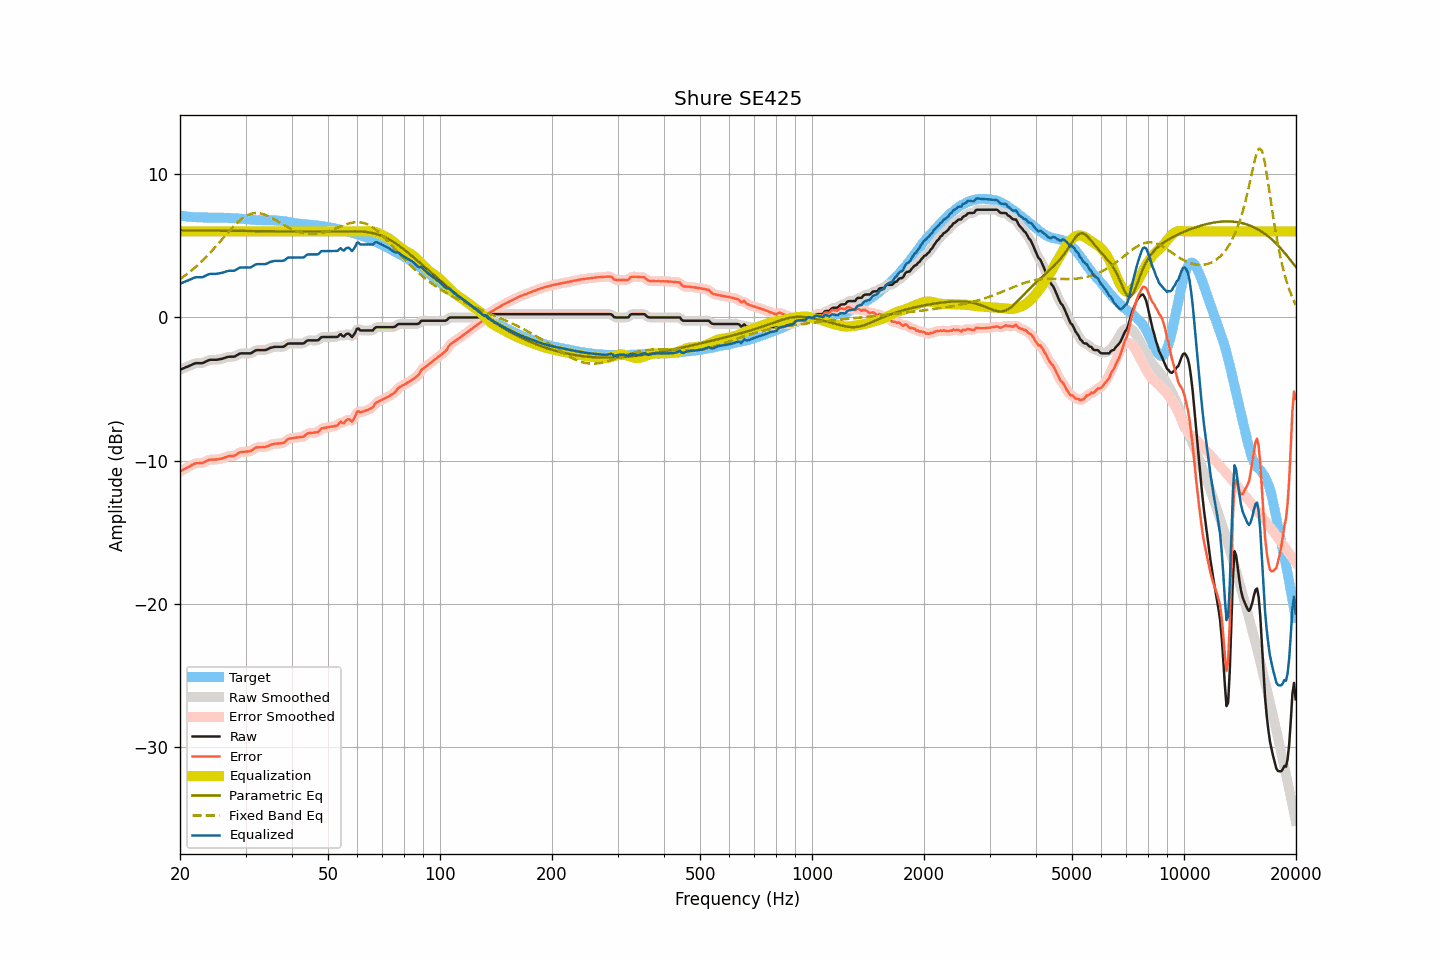 Shure SE425
Amplitude (dBr)
10
0
−10
−20
−30
Target
Raw Smoothed
Error Smoothed
Raw
Error
Equalization
Parametric Eq
Fixed Band Eq
Equalized
20 50 100 200 500 1000 2000 5000 10000 20000
Frequency (Hz)